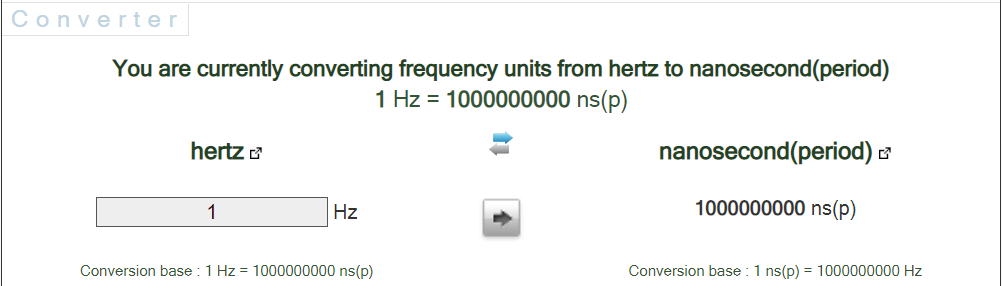 Converter
You are currently converting frequency units from hertz to nanosecond(period)
1 Hz = 1000000000 ns(p)
hertz
nanosecond(period)
1 Hz
1000000000 ns(p)
Conversion base : 1 Hz = 1000000000 ns(p)
Conversion base : 1 ns(p) = 1000000000 Hz